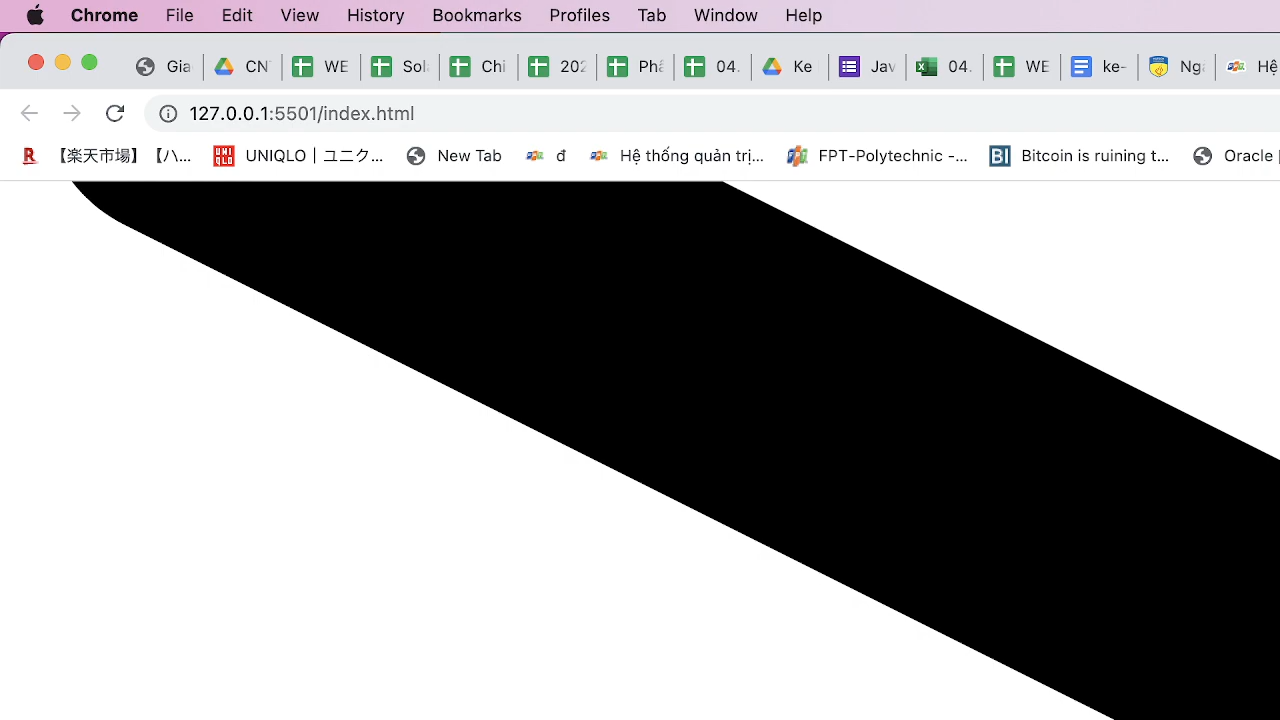 Chrome File Edit View History Bookmarks Profiles Tab Window Help
Gia CN WE Sol Chi 202 Phâ 04. Ke Jav 04. WE ke- Ngà Hệ
127.0.0.1:5501/index.html
R 【楽天市場】【ハ... UNIQLO | ユニク... New Tab đ Hệ thống quản trị... FPT-Polytechnic -... BI Bitcoin is ruining t... Oracle